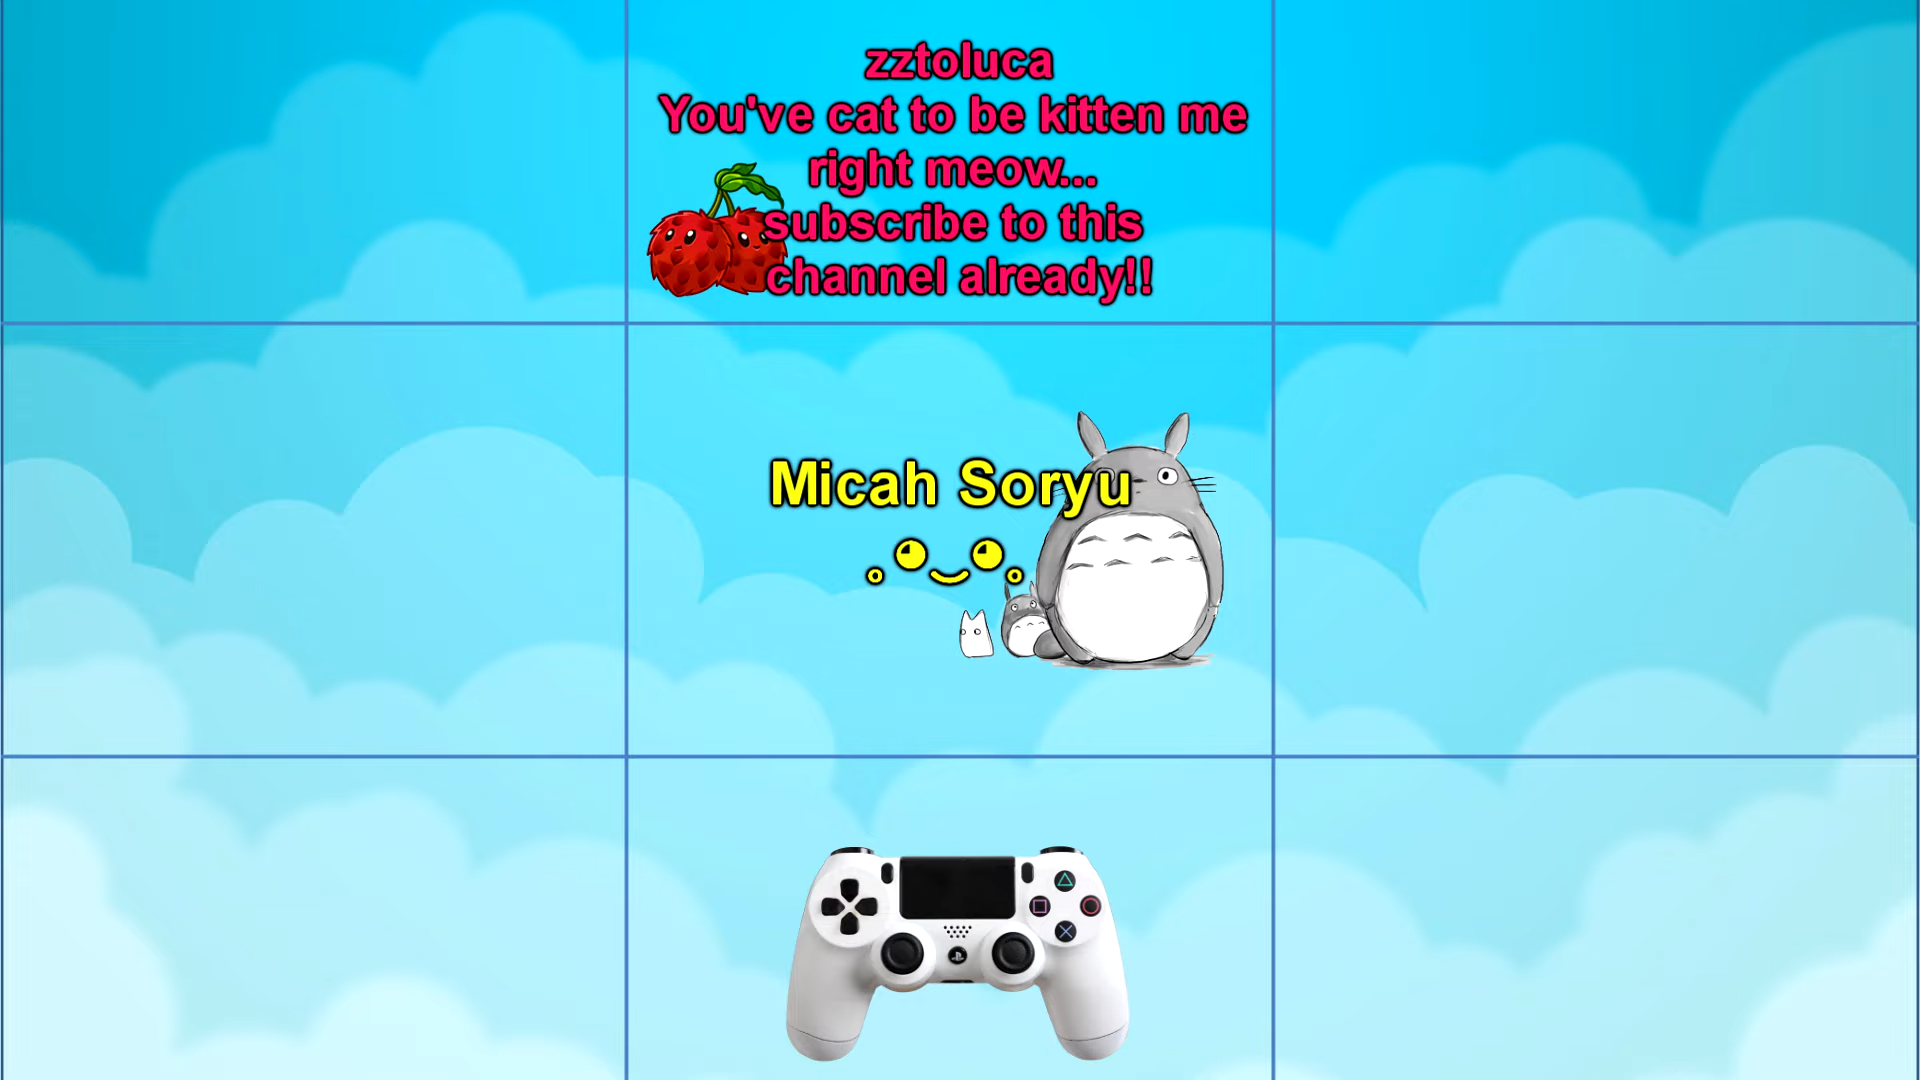 zztoluca
You've cat to be kitten me
right meow...
subscribe to this
channel already!!
Micah Soryu